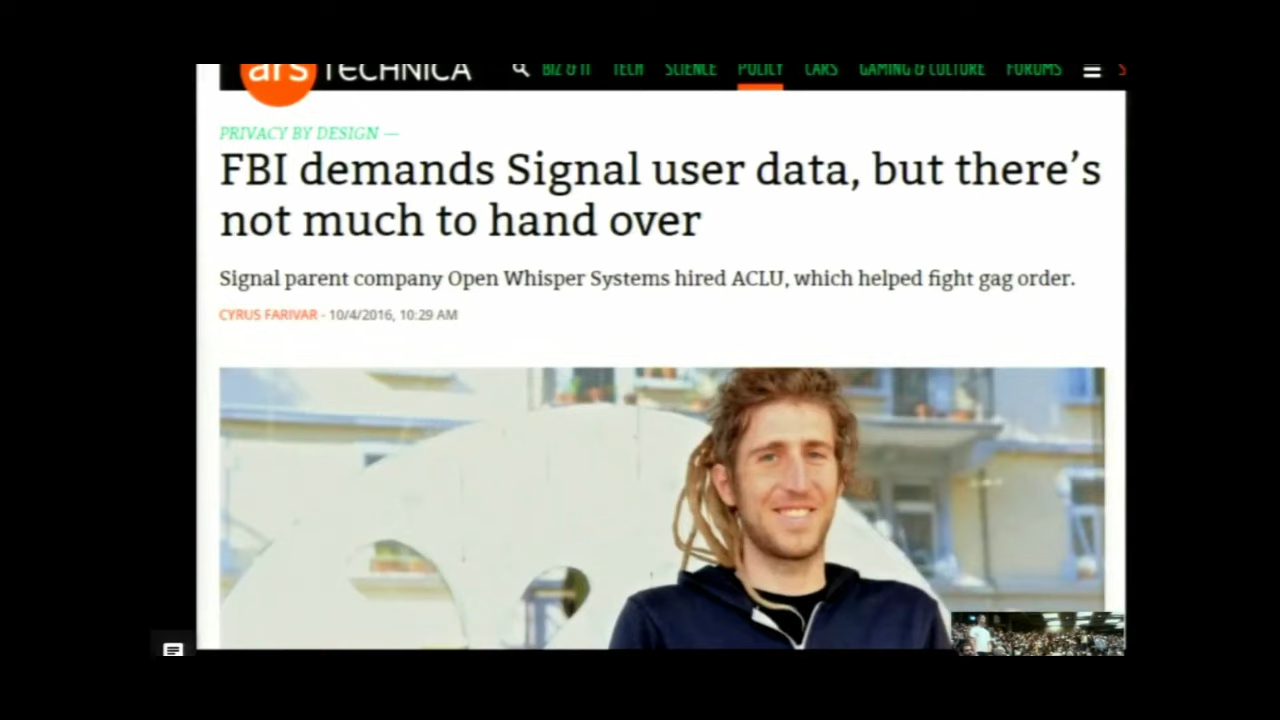 ars TECHNICA
BIZ & IT TECH SCIENCE POLICY CARS GAMING & CULTURE FORUMS
PRIVACY BY DESIGN —
FBI demands Signal user data, but there's
not much to hand over
Signal parent company Open Whisper Systems hired ACLU, which helped fight gag order.
CYRUS FARIVAR - 10/4/2016, 10:29 AM